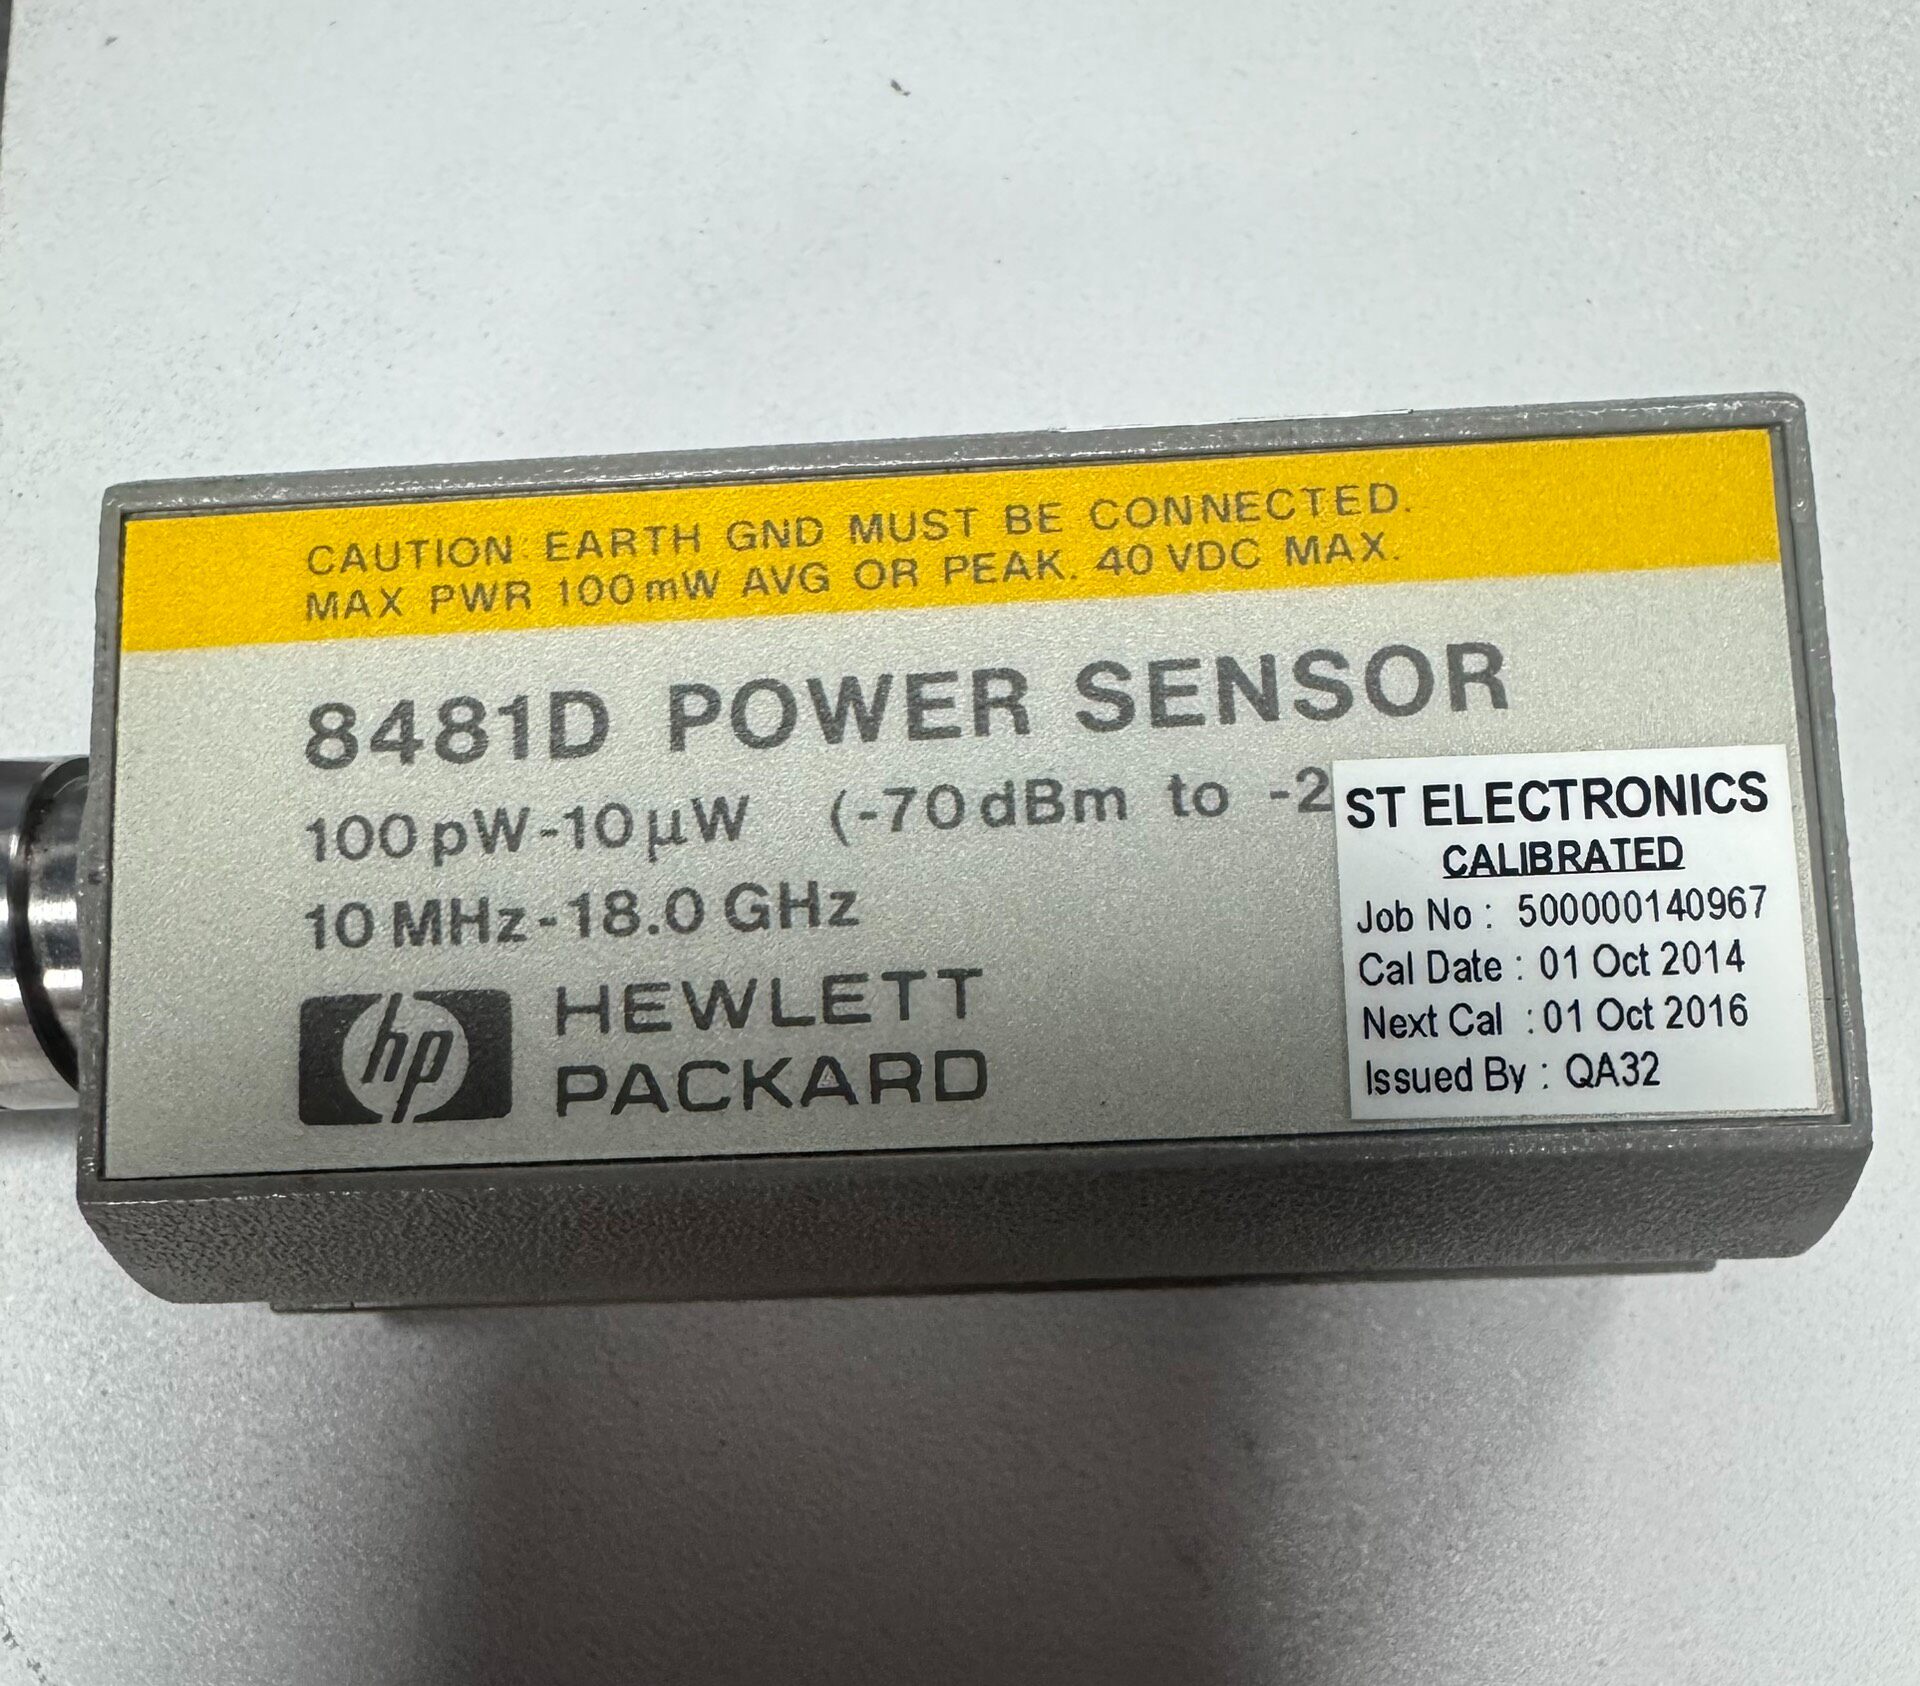 CAUTION: EARTH GND MUST BE CONNECTED.
MAX PWR 100mW AVG OR PEAK. 40 VDC MAX.
8481D POWER SENSOR
100pW-10µW (-70dBm to -2
10 MHz-18.0 GHz
hp HEWLETT
PACKARD
ST ELECTRONICS
CALIBRATED
Job No : 500000140967
Cal Date : 01 Oct 2014
Next Cal : 01 Oct 2016
Issued By : QA32